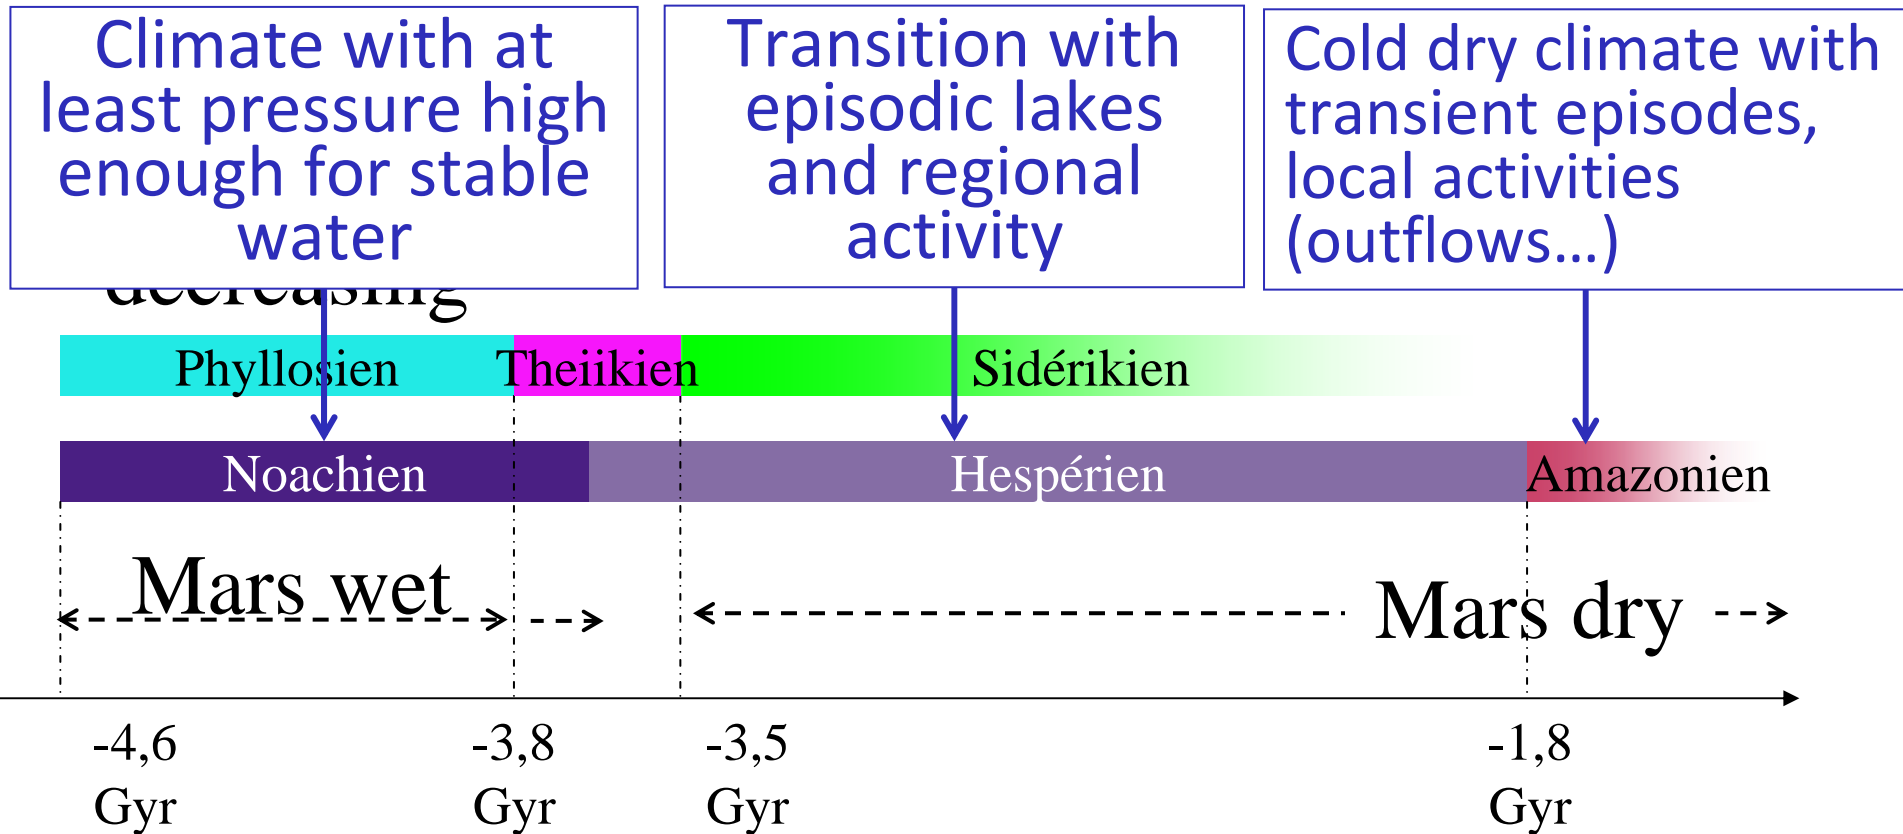 Climate with at
least pressure high
enough for stable
water
Transition with
episodic lakes
and regional
activity
Cold dry climate with
transient episodes,
local activities
(outflows...)
decreasing
Phyllosien
Theiikien
Sidérikien
Noachien
Hespérien
Amazonien
Mars wet
Mars dry
-4,6
Gyr
-3,8
Gyr
-3,5
Gyr
-1,8
Gyr